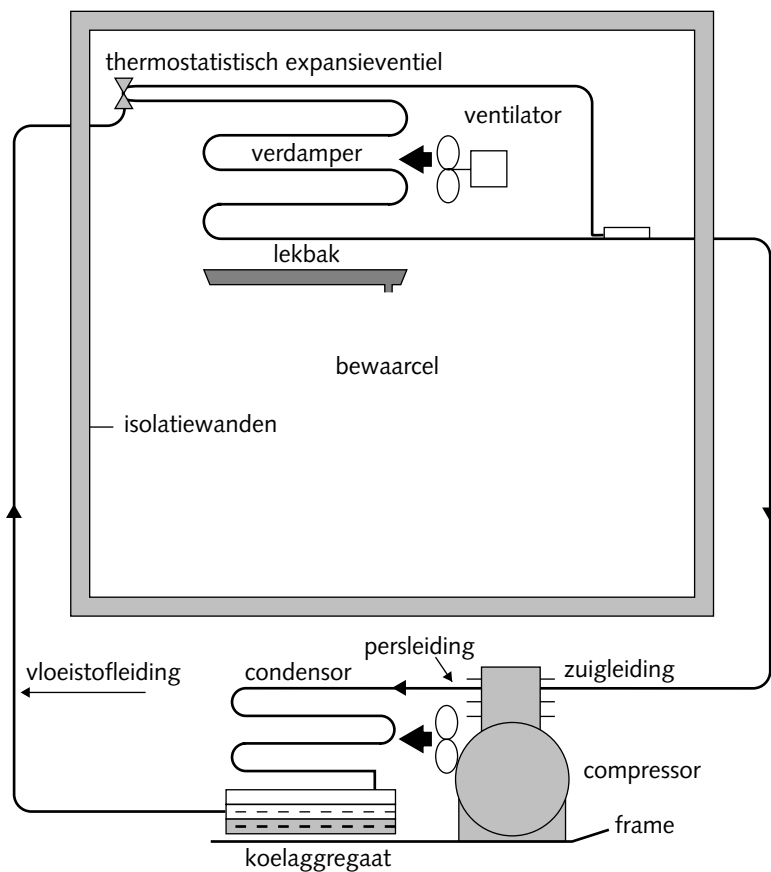 thermostatistisch expansieventiel
ventilator
verdamper
lekbak
bewaarcel
isolatiewanden
persleiding
vloeistofleiding
condensor
zuigleiding
compressor
frame
koelaggregaat